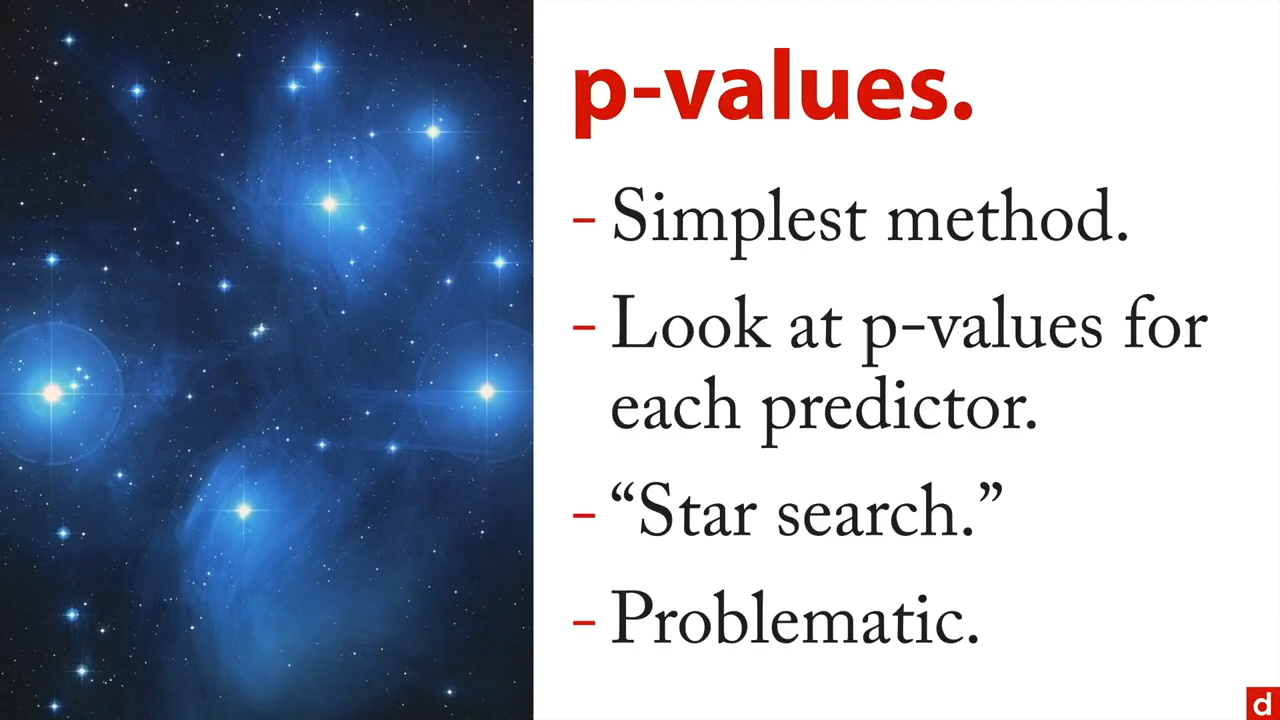 p-values.
- Simplest method.
- Look at p-values for
each predictor.
- “Star search.”
- Problematic.
d